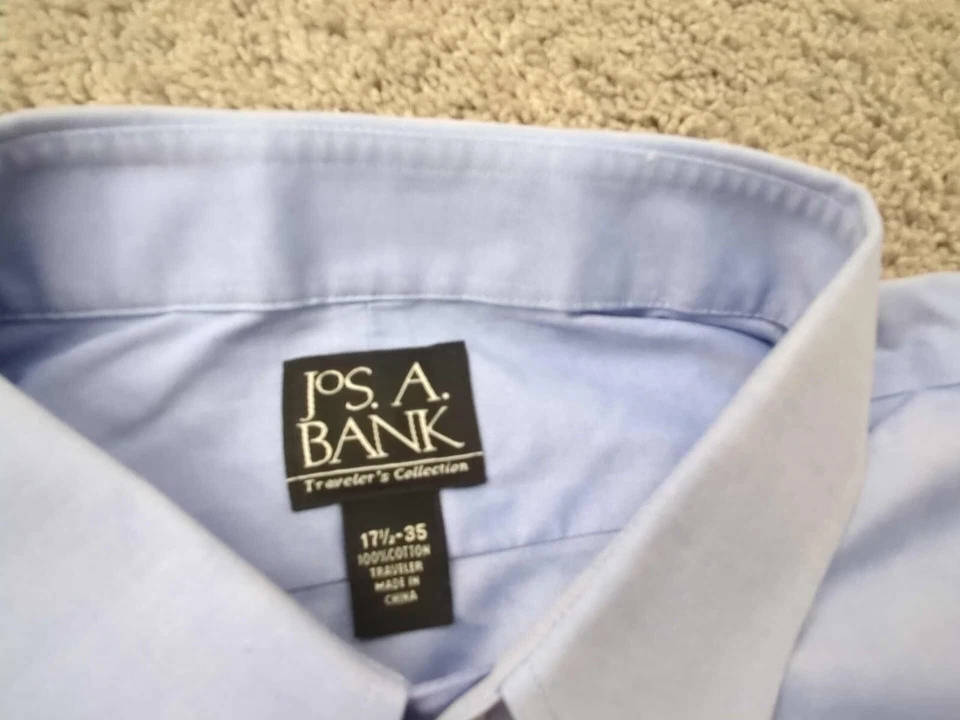 JOS. A.
BANK
Traveler's Collection
17½-35
100% COTTON
TRAVELER
MADE IN
CHINA